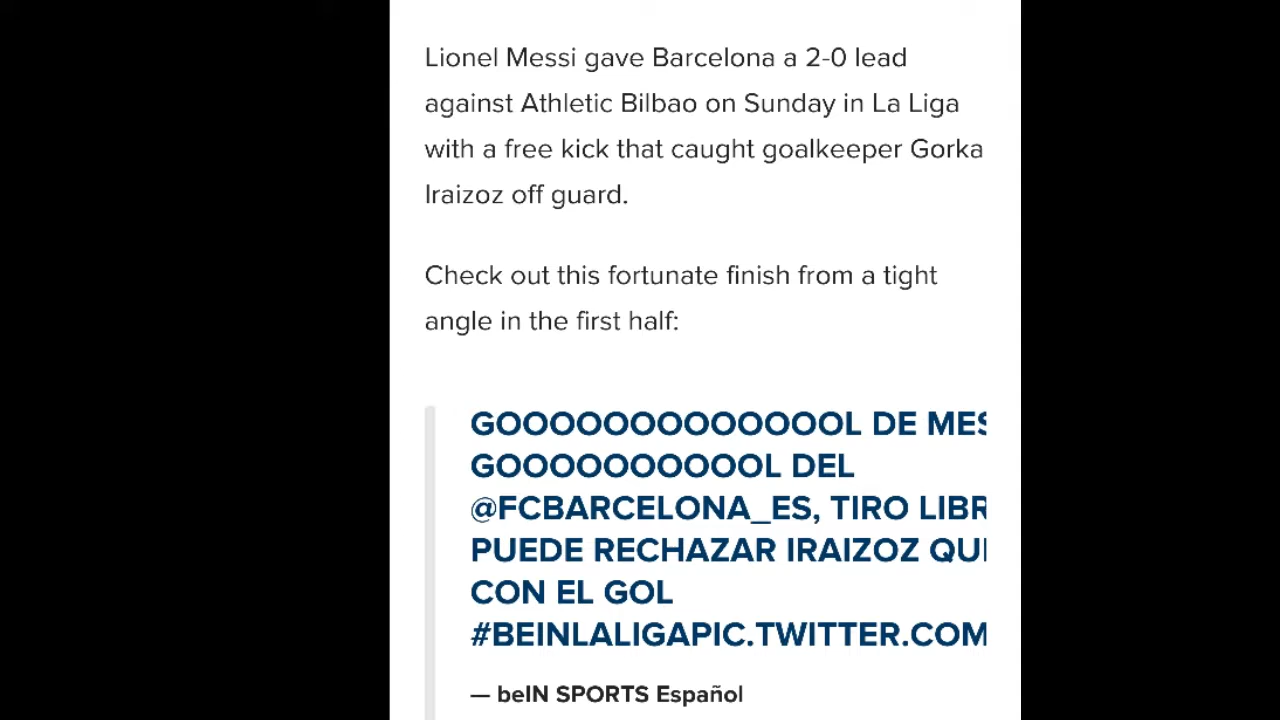 Lionel Messi gave Barcelona a 2-0 lead
against Athletic Bilbao on Sunday in La Liga
with a free kick that caught goalkeeper Gorka
Iraizoz off guard.
Check out this fortunate finish from a tight
angle in the first half:
GOOOOOOOOOOOOOOL DE MES
GOOOOOOOOOOOL DEL
@FCBARCELONA_ES, TIRO LIBR
PUEDE RECHAZAR IRAIZOZ QU
CON EL GOL
#BEINLALIGAPIC.TWITTER.COM
— beIN SPORTS Español